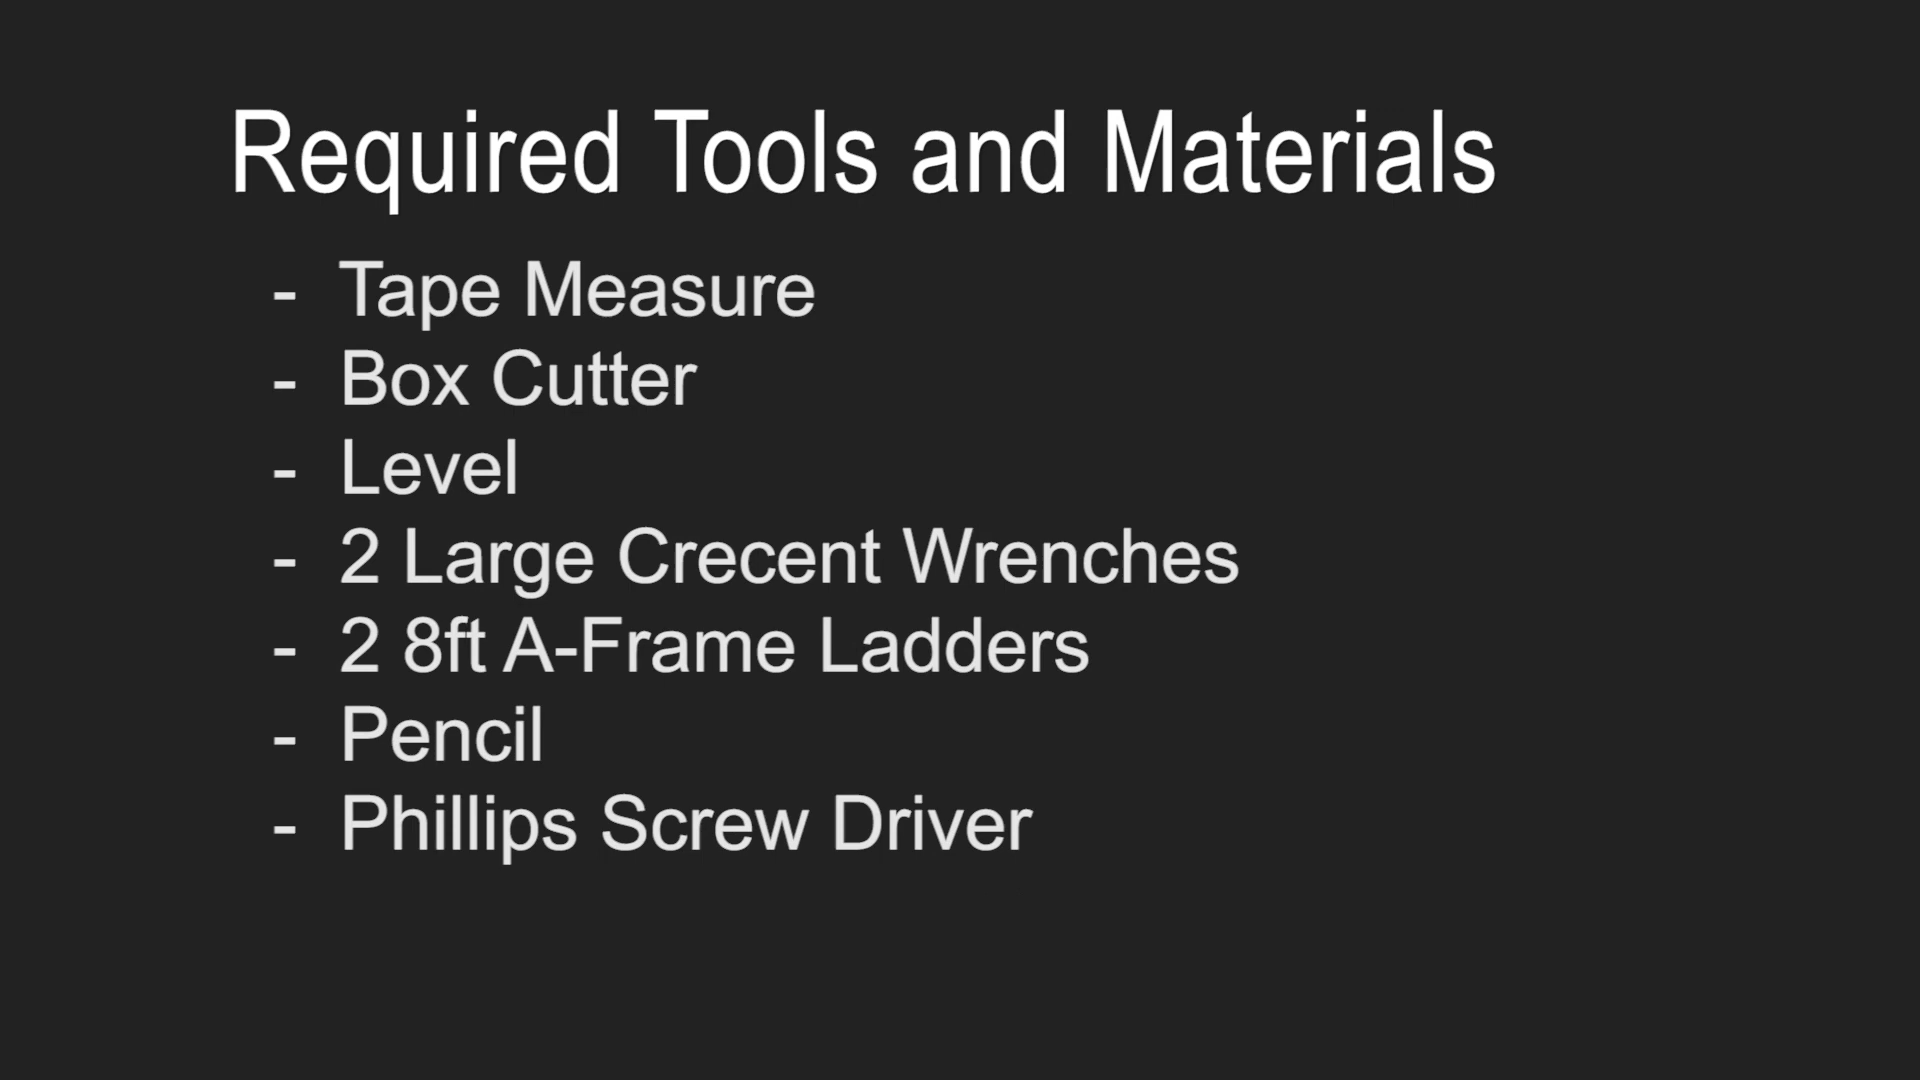 Required Tools and Materials
- Tape Measure
- Box Cutter
- Level
- 2 Large Crecent Wrenches
- 2 8ft A-Frame Ladders
- Pencil
- Phillips Screw Driver